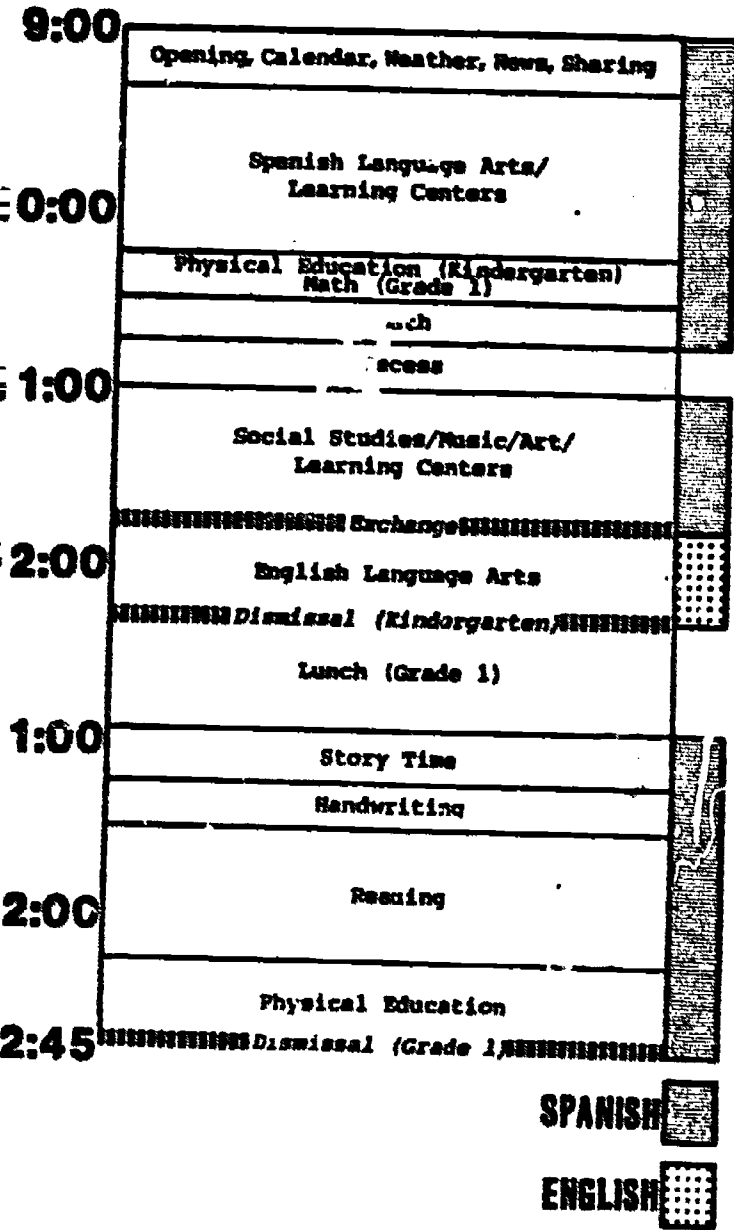 9:00
Opening, Calendar, Weather, News, Sharing
Spanish Language Arts/
Learning Centers
0:00
Physical Education (Kindergarten)
Math (Grade 1)
ecess
1:00
Social Studies/Music/Art/
Learning Centers
Exchange
2:00
English Language Arts
Dismissal (Kindergarten)
Lunch (Grade 1)
1:00
Story Time
Handwriting
Reading
2:00
Physical Education
2:45
Dismissal (Grade 1)
SPANISH
ENGLISH